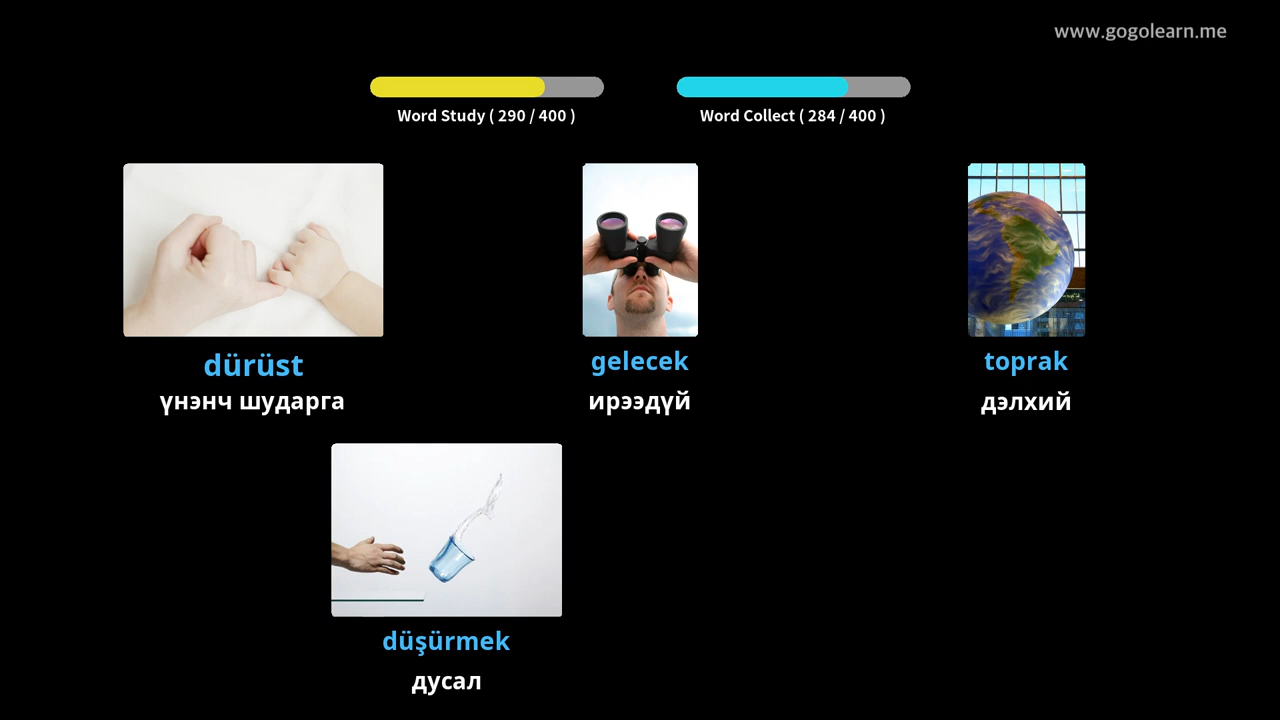 www.gogolearn.me
Word Study ( 290 / 400 )
Word Collect ( 284 / 400 )
dürüst
үнэнч шударга
gelecek
ирээдүй
toprak
дэлхий
düşürmek
дусал